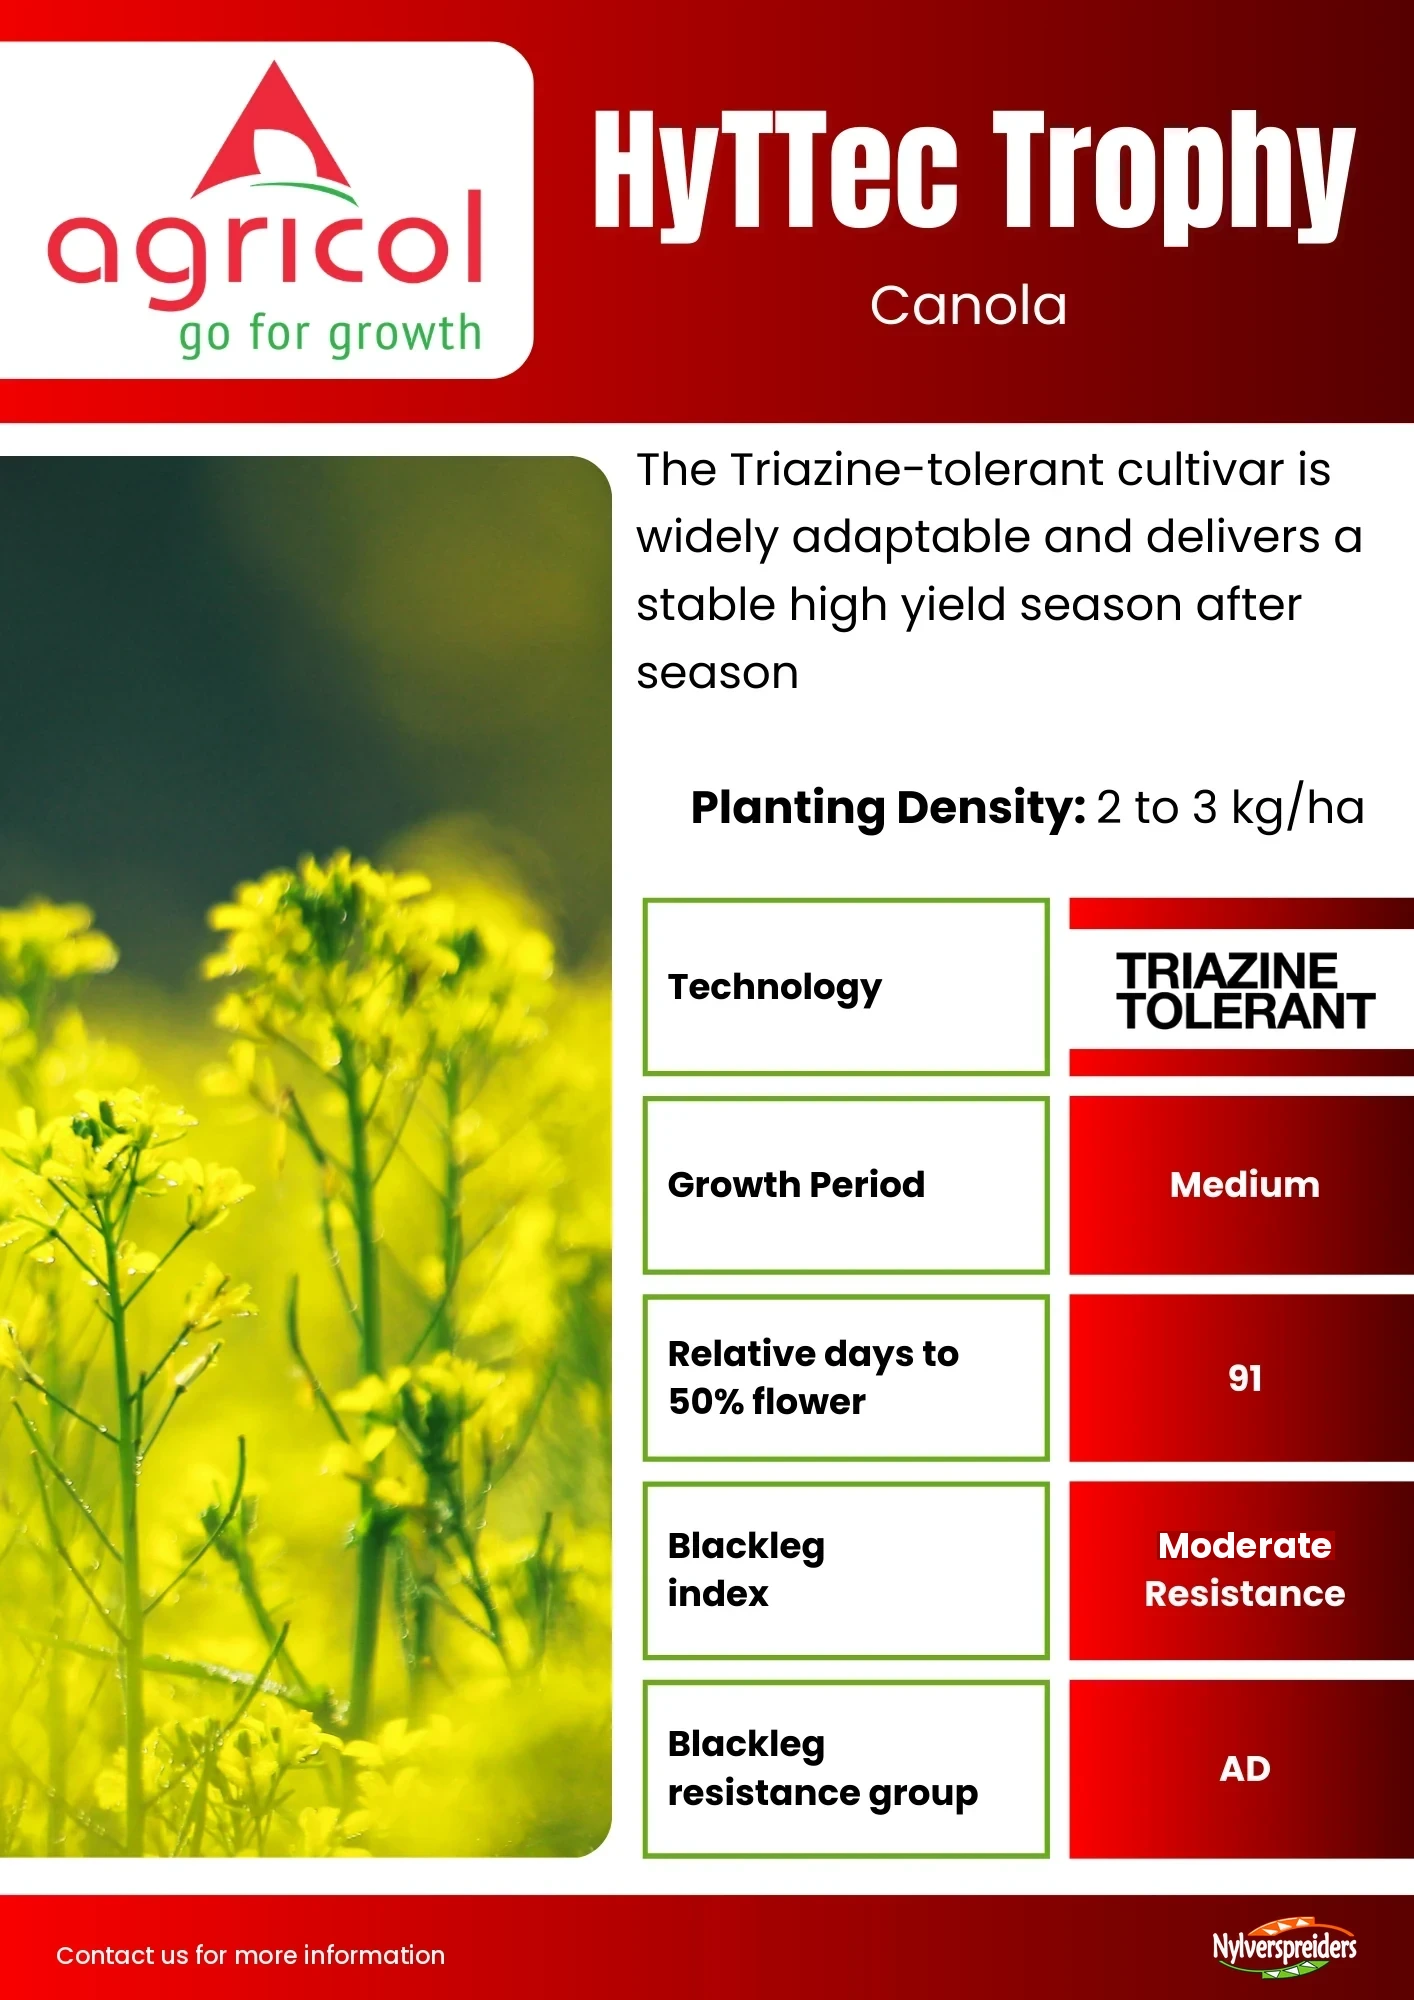 agricol
go for growth
HyTTec Trophy
Canola
The Triazine-tolerant cultivar is
widely adaptable and delivers a
stable high yield season after
season
Planting Density: 2 to 3 kg/ha
Technology
TRIAZINE
TOLERANT
Growth Period
Medium
Relative days to
50% flower
91
Blackleg
index
Moderate
Resistance
Blackleg
resistance group
AD
Contact us for more information
Nylverspreiders